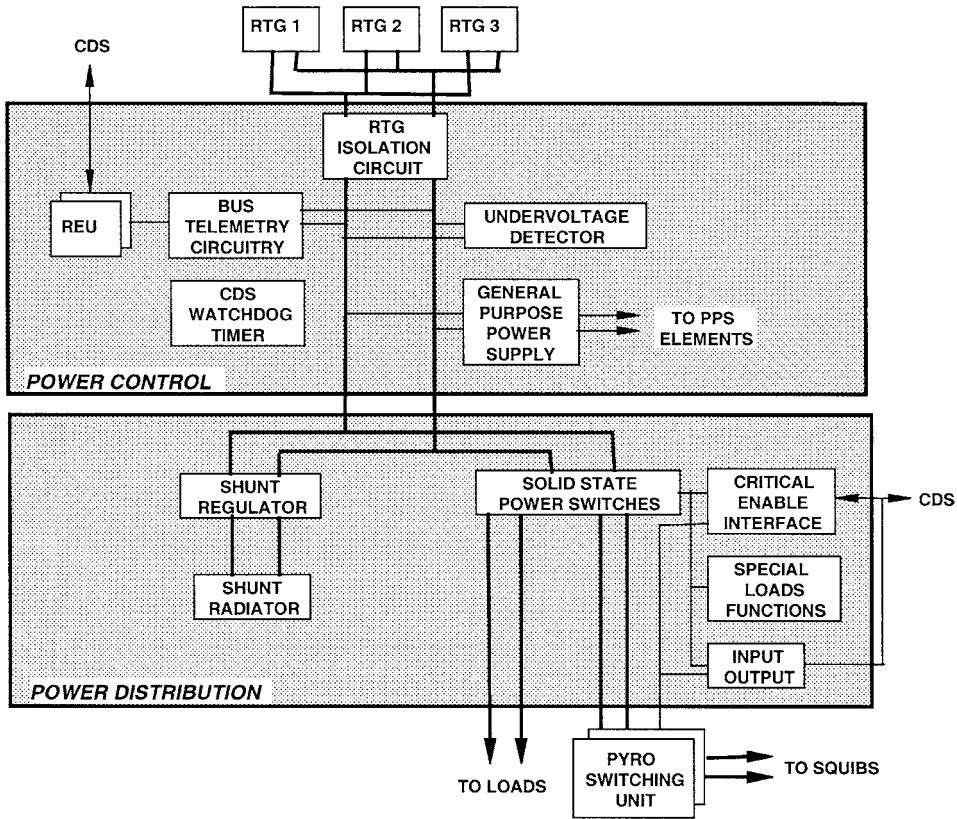 RTG 1
RTG 2
RTG 3
CDS
RTG
ISOLATION
CIRCUIT
REU
BUS
TELEMETRY
CIRCUITRY
UNDERVOLTAGE
DETECTOR
CDS
WATCHDOG
TIMER
GENERAL
PURPOSE
POWER
SUPPLY
TO PPS
ELEMENTS
POWER CONTROL
SHUNT
REGULATOR
SOLID STATE
POWER SWITCHES
CRITICAL
ENABLE
INTERFACE
CDS
SHUNT
RADIATOR
SPECIAL
LOADS
FUNCTIONS
INPUT
OUTPUT
POWER DISTRIBUTION
TO LOADS
PYRO
SWITCHING
UNIT
TO SQUIBS